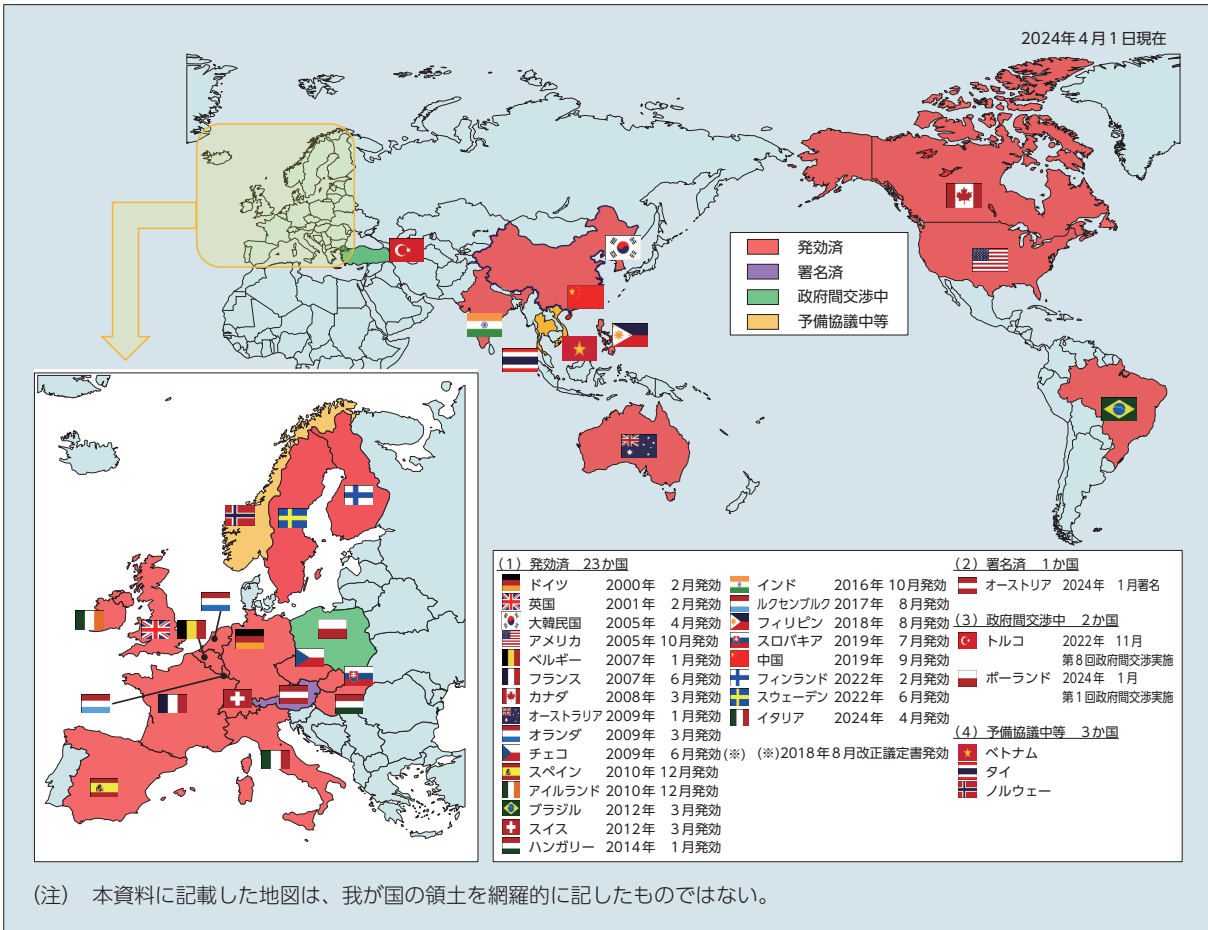 2024年4月1日現在
発効済
署名済
政府間交渉中
予備協議中等
(1) 発効済 23か国
ドイツ 2000年 2月発効
英国 2001年 2月発効
大韓民国 2005年 4月発効
アメリカ 2005年10月発効
ベルギー 2007年 1月発効
フランス 2007年 6月発効
カナダ 2008年 3月発効
オーストラリア 2009年 1月発効
オランダ 2009年 3月発効
チェコ 2009年 6月発効(※)
スペイン 2010年12月発効
アイルランド 2010年12月発効
ブラジル 2012年 3月発効
スイス 2012年 3月発効
ハンガリー 2014年 1月発効
インド 2016年10月発効
ルクセンブルク 2017年 8月発効
フィリピン 2018年 8月発効
スロバキア 2019年 7月発効
中国 2019年 9月発効
フィンランド 2022年 2月発効
スウェーデン 2022年 6月発効
イタリア 2024年 4月発効
(※)2018年8月改正議定書発効
(2) 署名済 1か国
オーストリア 2024年 1月署名
(3) 政府間交渉中 2か国
トルコ 2022年 11月
第8回政府間交渉実施
ポーランド 2024年 1月
第1回政府間交渉実施
(4) 予備協議中等 3か国
ベトナム
タイ
ノルウェー
(注) 本資料に記載した地図は、我が国の領土を網羅的に記したものではない。